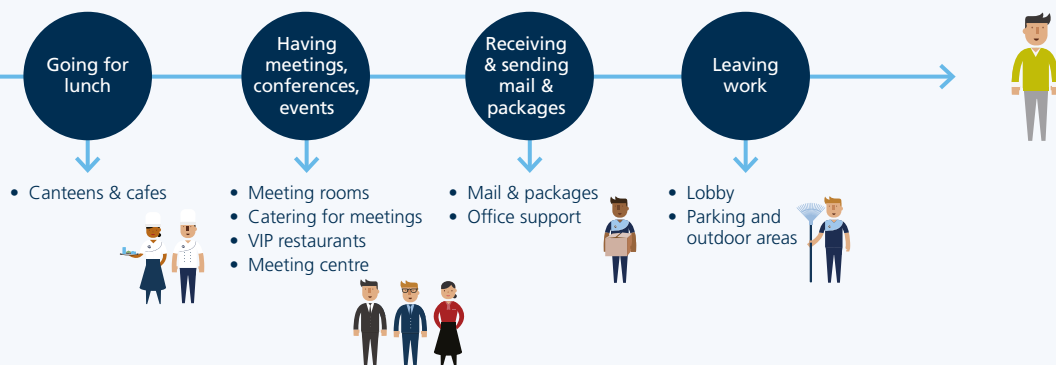 Going for
lunch
Having
meetings,
conferences,
events
Receiving
& sending
mail &
packages
Leaving
work
• Canteens & cafes
• Meeting rooms
• Catering for meetings
• VIP restaurants
• Meeting centre
• Mail & packages
• Office support
• Lobby
• Parking and
outdoor areas